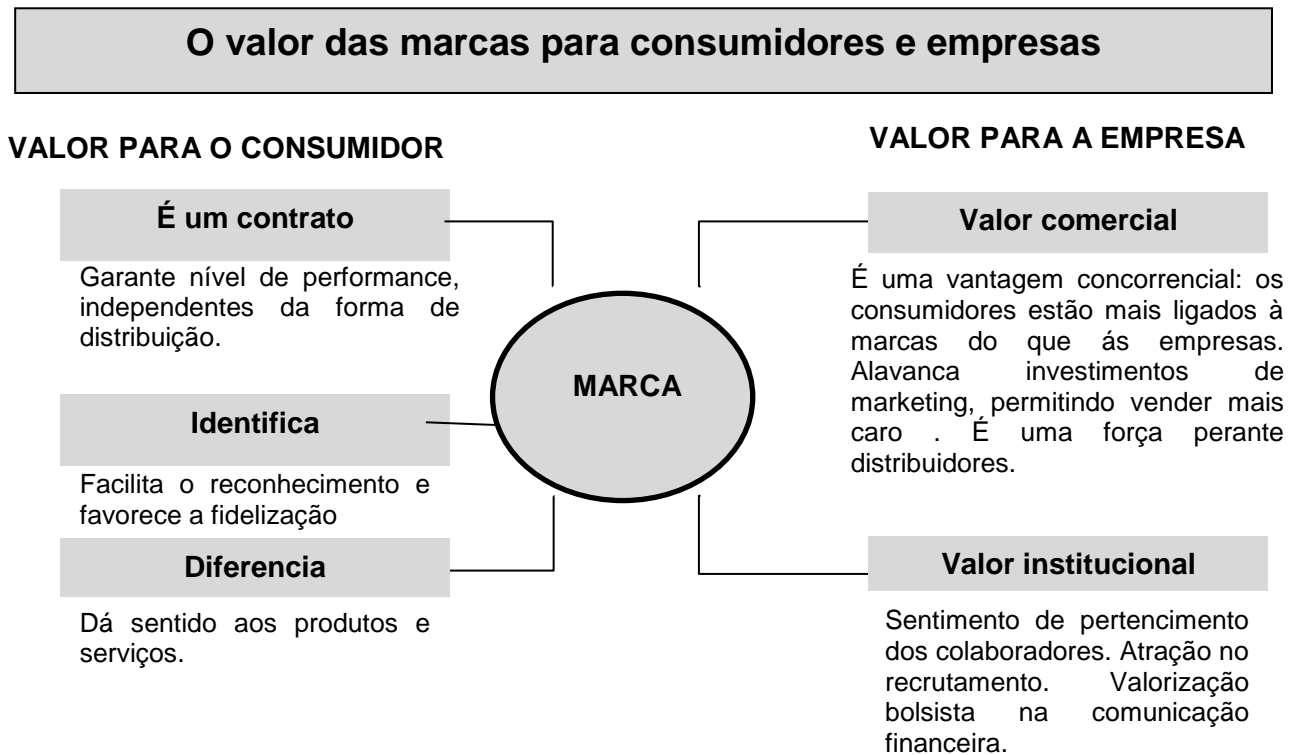 O valor das marcas para consumidores e empresas
VALOR PARA O CONSUMIDOR
É um contrato
Garante nível de performance,
independentes da forma de
distribuição.
Identifica
Facilita o reconhecimento e
favorece a fidelização
Diferencia
Dá sentido aos produtos e
serviços.
MARCA
VALOR PARA A EMPRESA
Valor comercial
É uma vantagem concorrencial: os
consumidores estão mais ligados à
marcas do que ás empresas.
Alavanca investimentos de
marketing, permitindo vender mais
caro . É uma força perante
distribuidores.
Valor institucional
Sentimento de pertencimento
dos colaboradores. Atração no
recrutamento. Valorização
bolsista na comunicação
financeira.